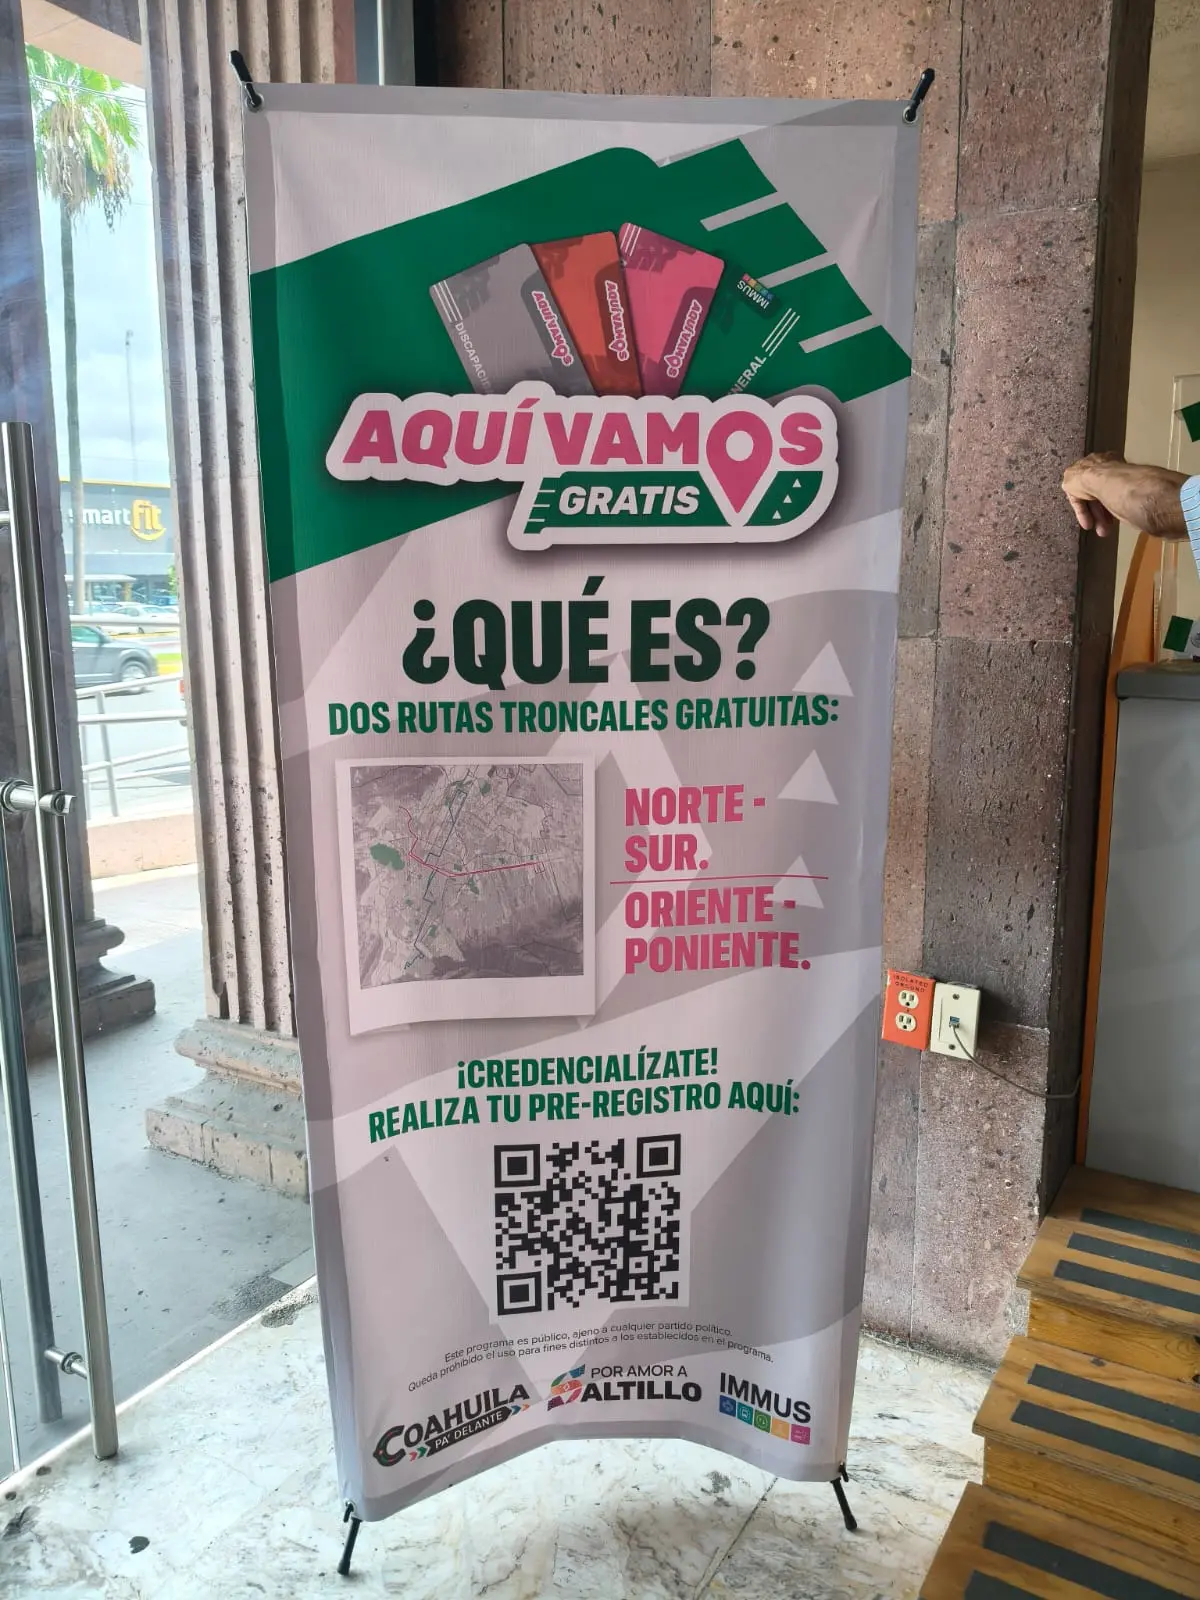 AQUÍVAMOS
AQUÍVAMOS
AQUÍVAMOS
IMMUS
AQUÍVAMOS
GRATIS
¿QUÉ ES?
DOS RUTAS TRONCALES GRATUITAS:
NORTE -
SUR.
ORIENTE -
PONIENTE.
¡CREDENCIALÍZATE!
REALIZA TU PRE-REGISTRO AQUÍ:
Este programa es público, ajeno a cualquier partido político.
Queda prohibido el uso para fines distintos a los establecidos en el programa.
COAHUILA
PA' DELANTE
POR AMOR A
SALTILLO
IMMUS
smart fit
ISOLATED
GROUND